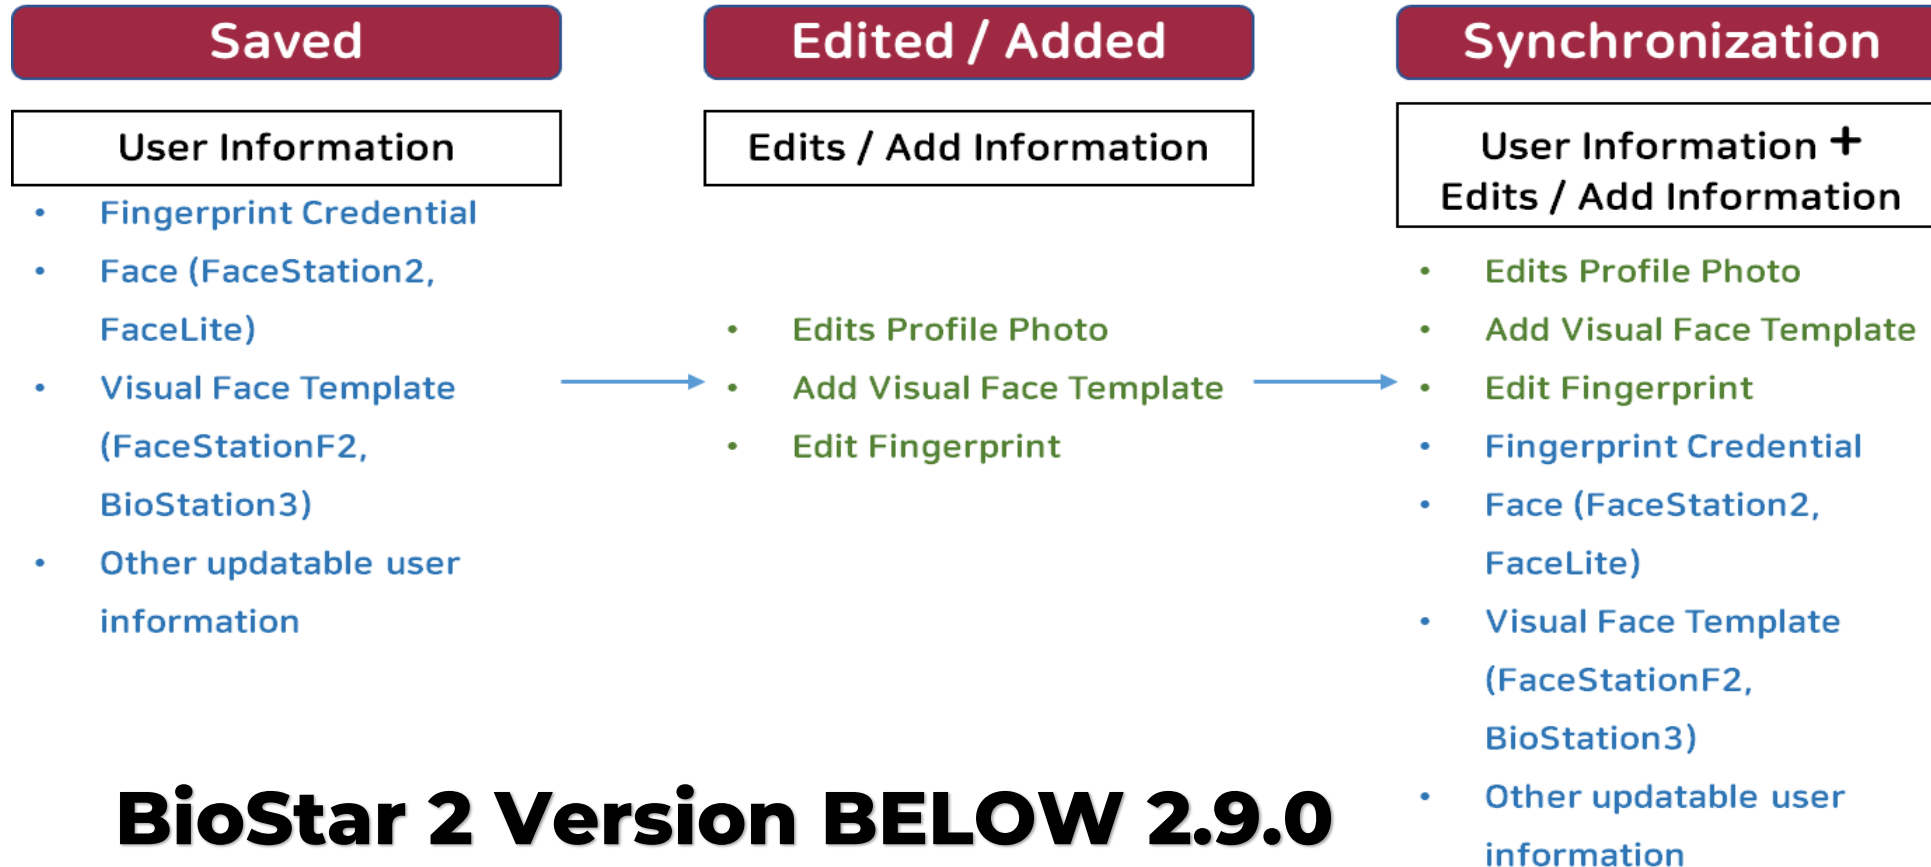 Saved
User Information
• Fingerprint Credential
• Face (FaceStation2,
FaceLite)
• Visual Face Template
(FaceStationF2,
BioStation3)
• Other updatable user
information
Edited / Added
Edits / Add Information
• Edits Profile Photo
• Add Visual Face Template
• Edit Fingerprint
Synchronization
User Information +
Edits / Add Information
• Edits Profile Photo
• Add Visual Face Template
• Edit Fingerprint
• Fingerprint Credential
• Face (FaceStation2,
FaceLite)
• Visual Face Template
(FaceStationF2,
BioStation3)
• Other updatable user
information
BioStar 2 Version BELOW 2.9.0